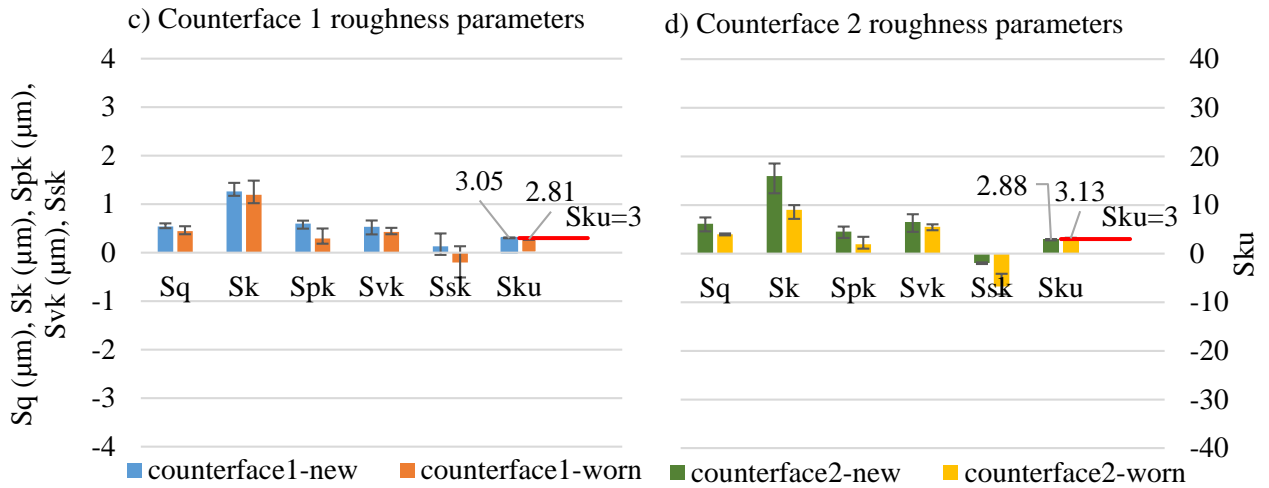 c) Counterface 1 roughness parameters
Sq (μm), Sk (μm), Spk (μm),
Svk (μm), Ssk
4
3
2
1
0
-1
-2
-3
-4
3.05
2.81
Sku=3
Sq Sk Spk Svk Ssk Sku
counterface1-new counterface1-worn
d) Counterface 2 roughness parameters
2.88
3.13
Sku=3
Sq Sk Spk Svk Ssk Sku
40
30
20
10
0
-10
-20
-30
-40
Sku
counterface2-new counterface2-worn